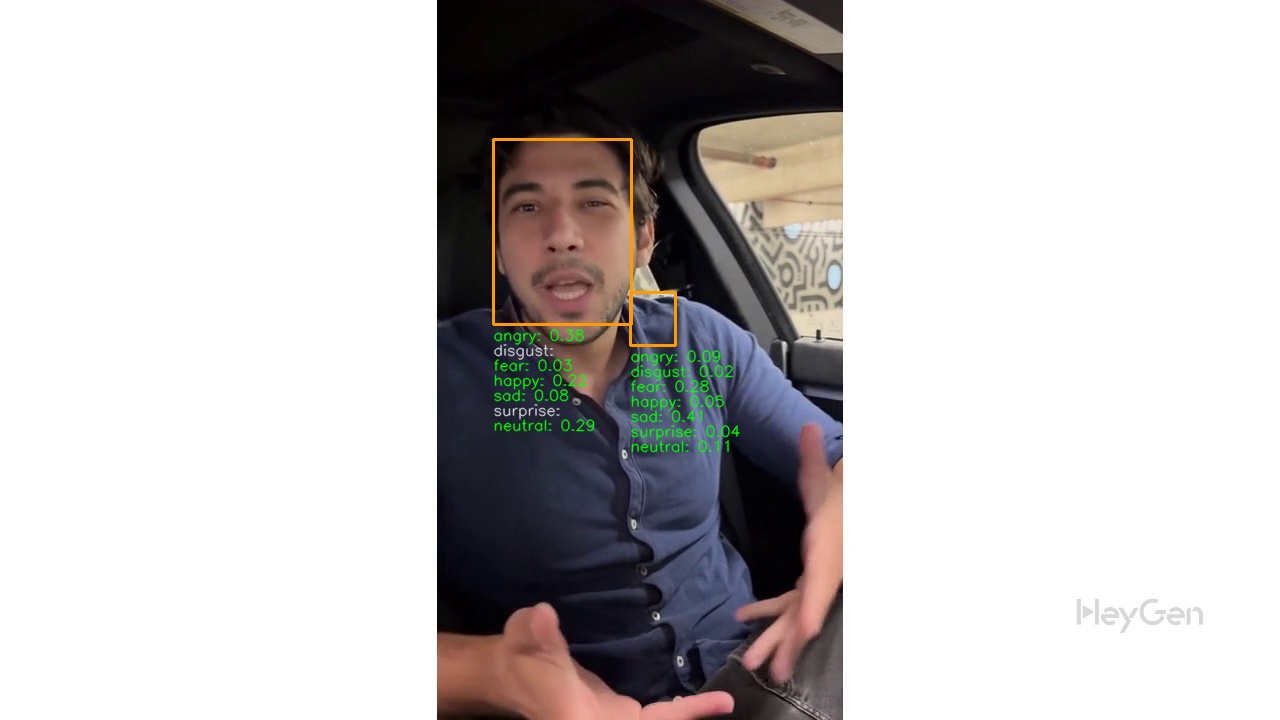 angry: 0.38
disgust:
fear: 0.03
happy: 0.22
sad: 0.08
surprise:
neutral: 0.29
angry: 0.09
disgust: 0.02
fear: 0.28
happy: 0.05
sad: 0.41
surprise: 0.04
neutral: 0.11
HeyGen